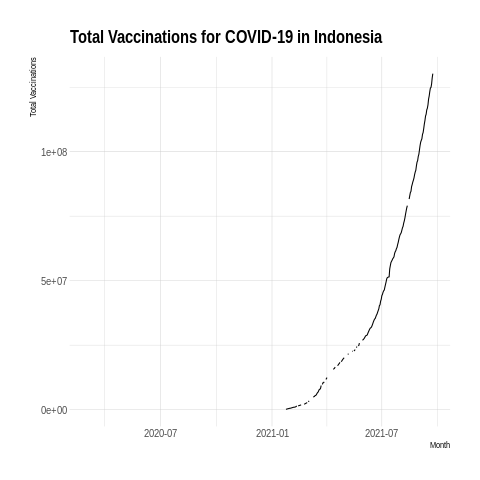 Total Vaccinations for COVID-19 in Indonesia
Total Vaccinations
1e+08
5e+07
0e+00
2020-07 2021-01 2021-07
Month